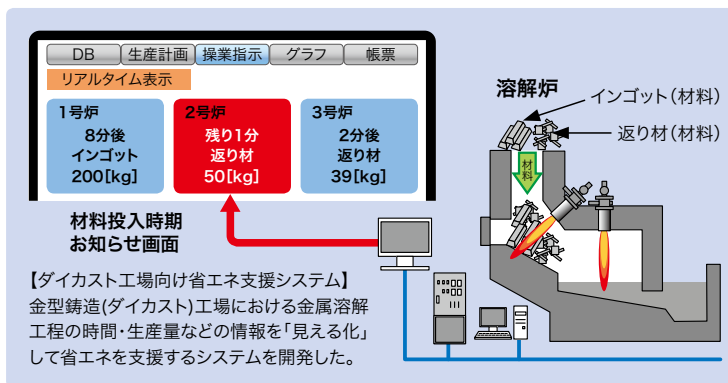 DB 生産計画 操業指示 グラフ 帳票
リアルタイム表示
1号炉
8分後
インゴット
200[kg]
2号炉
残り1分
返り材
50[kg]
3号炉
2分後
返り材
39[kg]
材料投入時期
お知らせ画面
溶解炉
インゴット(材料)
返り材(材料)
材料
【ダイカスト工場向け省エネ支援システム】
金型鋳造(ダイカスト)工場における金属溶解
工程の時間・生産量などの情報を「見える化」
して省エネを支援するシステムを開発した。